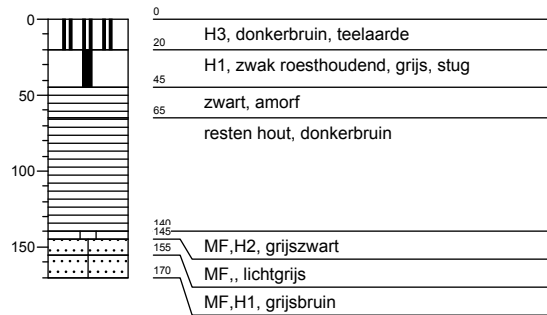 0
0
H3, donkerbruin, teelaarde
20
H1, zwak roesthoudend, grijs, stug
45
50
zwart, amorf
65
resten hout, donkerbruin
100
140
145
MF,H2, grijszwart
150
155
MF,, lichtgrijs
170
MF,H1, grijsbruin